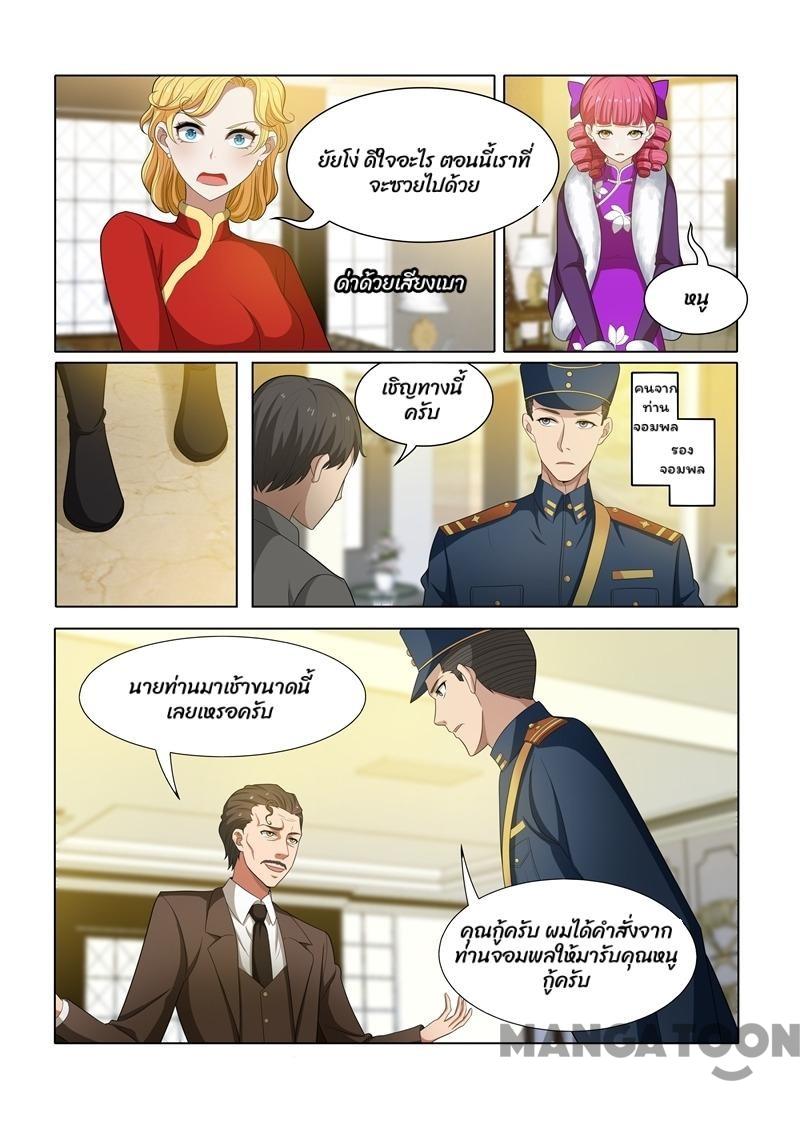 ยัยโง่ ดีใจอะไร ตอนนี้เราที่
จะซวยไปด้วย
ด่าด้วยเสียงเบา
หนู
เชิญทางนี้
ครับ
คนจาก
ท่าน
จอมพล
รอง
จอมพล
นายท่านมาเช้าขนาดนี้
เลยเหรอครับ
คุณกู้ครับ ผมได้คำสั่งจาก
ท่านจอมพลให้มารับคุณหนู
กู้ครับ
MANGATOON